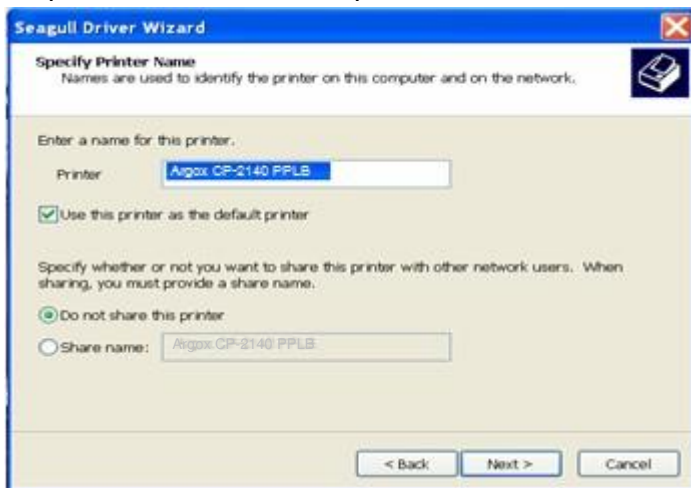 Seagull Driver Wizard
Specify Printer Name
Names are used to identify the printer on this computer and on the network.
Enter a name for this printer.
Printer
Argox CP-2140 PPLB
Use this printer as the default printer
Specify whether or not you want to share this printer with other network users. When
sharing, you must provide a share name.
Do not share this printer
Share name:
Argox CP-2140 PPLB
< Back
Next >
Cancel